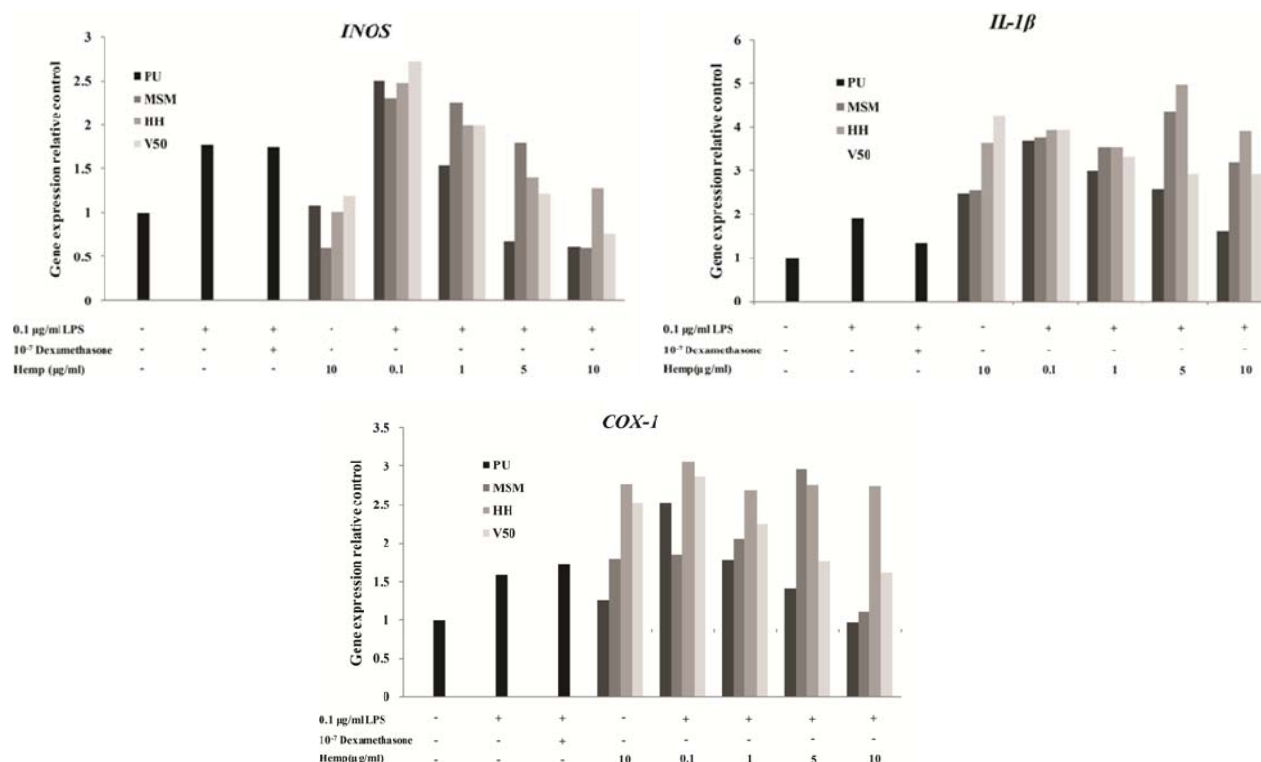 INOS
Gene expression relative control
3
2.5
2
1.5
1
0.5
0
PU
MSM
HH
V50
0.1 µg/ml LPS - + + - + + + +
10-7 Dexamethasone - - + - - - - -
Hemp (µg/ml) - - - 10 0.1 1 5 10
IL-1β
Gene expression relative control
6
5
4
3
2
1
0
PU
MSM
HH
V50
0.1 µg/ml LPS - + + - + + + +
10-7 Dexamethasone - - + - - - - -
Hemp(µg/ml) - - - 10 0.1 1 5 10
COX-1
Gene expression relative control
3.5
3
2.5
2
1.5
1
0.5
0
PU
MSM
HH
V50
0.1 µg/ml LPS - + + - + + + +
10-7 Dexamethasone - - + - - - - -
Hemp(µg/ml) - - - 10 0.1 1 5 10